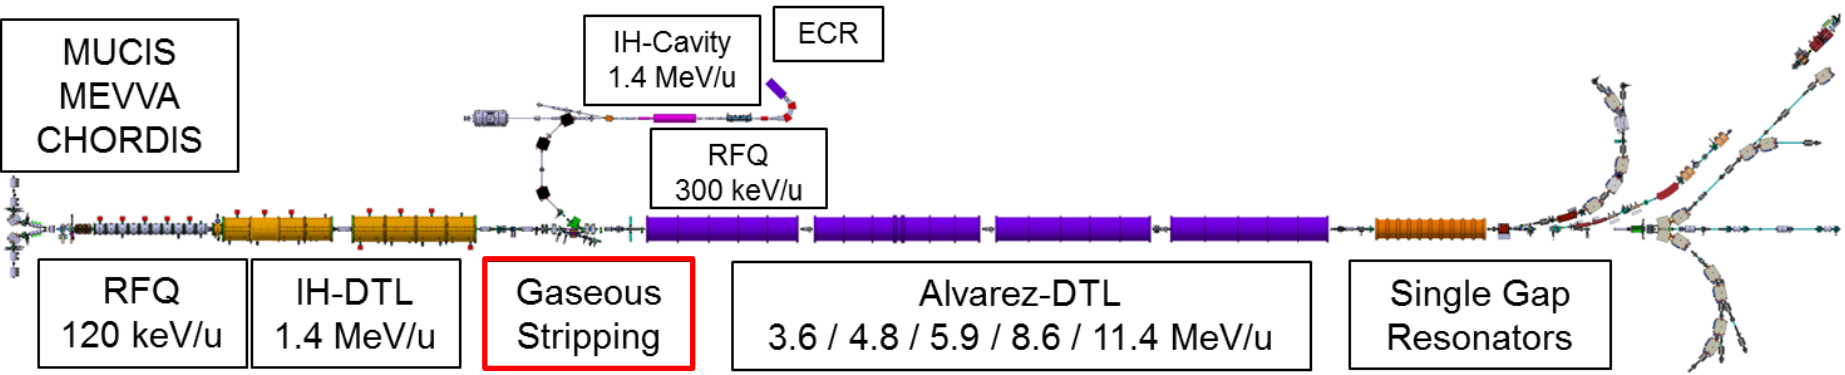 MUCIS
MEVVA
CHORDIS
IH-Cavity
1.4 MeV/u
ECR
RFQ
300 keV/u
RFQ
120 keV/u
IH-DTL
1.4 MeV/u
Gaseous
Stripping
Alvarez-DTL
3.6 / 4.8 / 5.9 / 8.6 / 11.4 MeV/u
Single Gap
Resonators